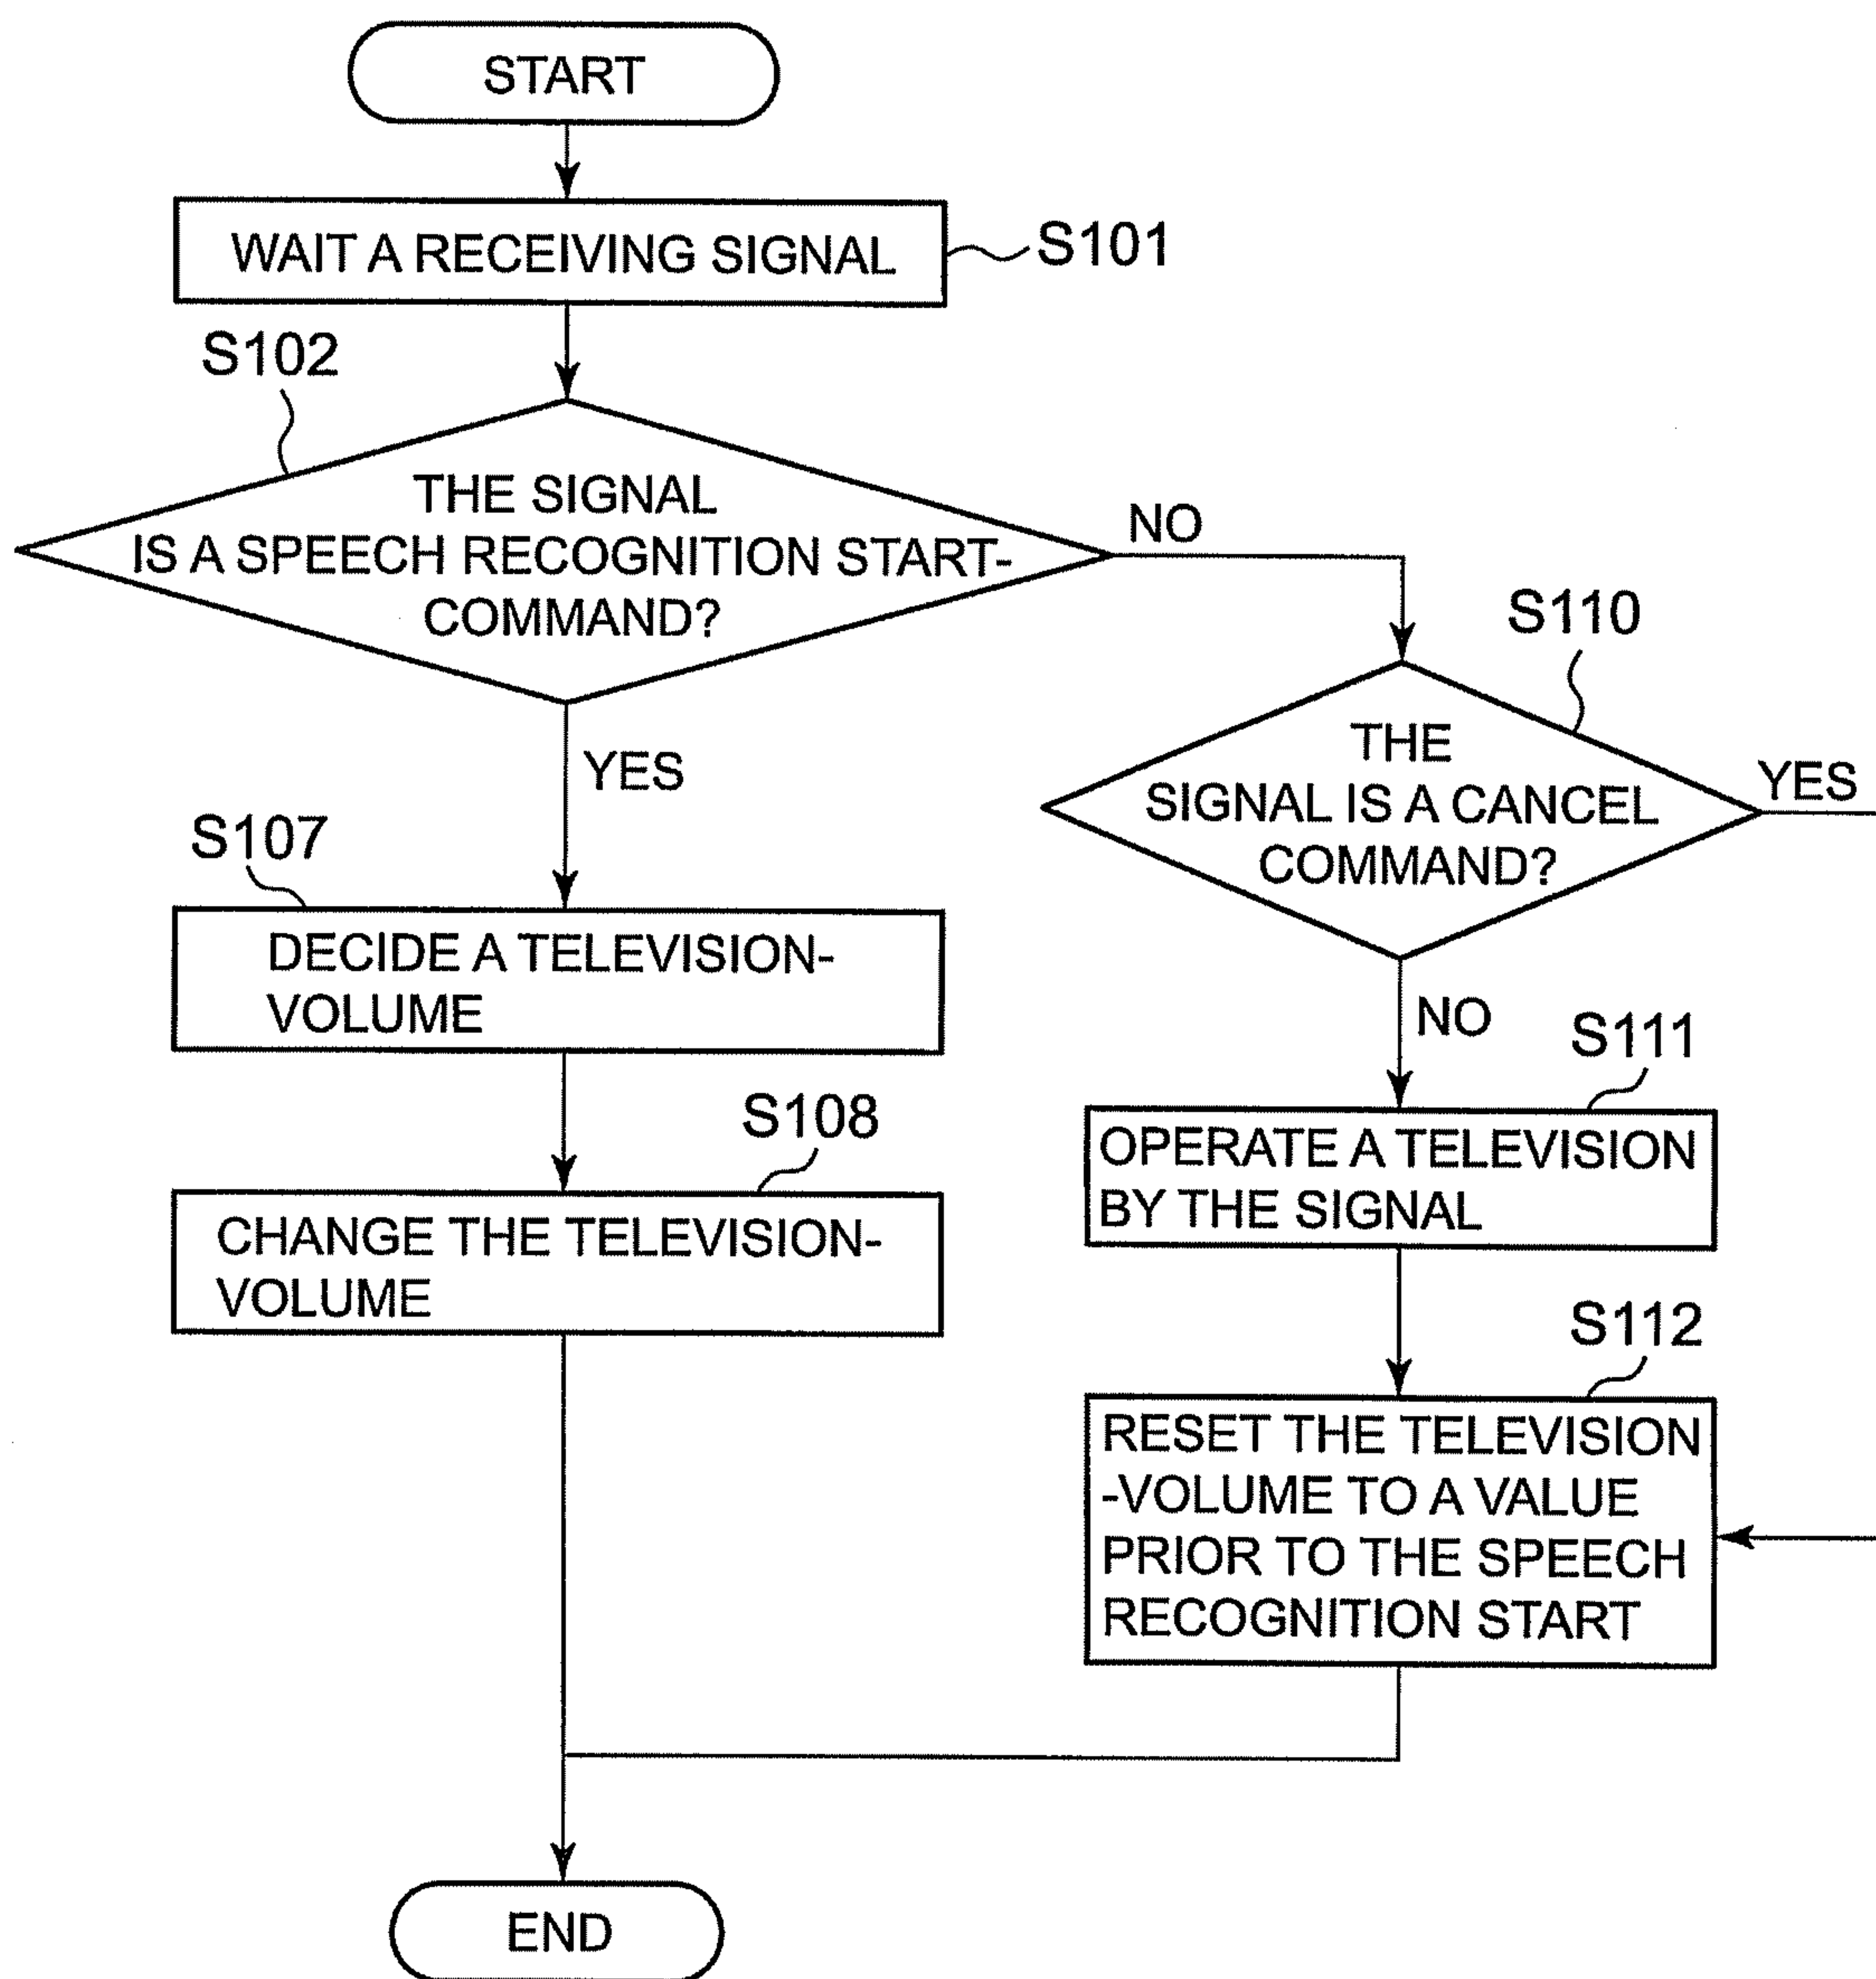 START
WAIT A RECEIVING SIGNAL
S101
S102
THE SIGNAL
IS A SPEECH RECOGNITION START-
COMMAND?
NO
YES
S110
THE
SIGNAL IS A CANCEL
COMMAND?
YES
NO
S107
DECIDE A TELEVISION-
VOLUME
S108
CHANGE THE TELEVISION-
VOLUME
S111
OPERATE A TELEVISION
BY THE SIGNAL
S112
RESET THE TELEVISION
-VOLUME TO A VALUE
PRIOR TO THE SPEECH
RECOGNITION START
END